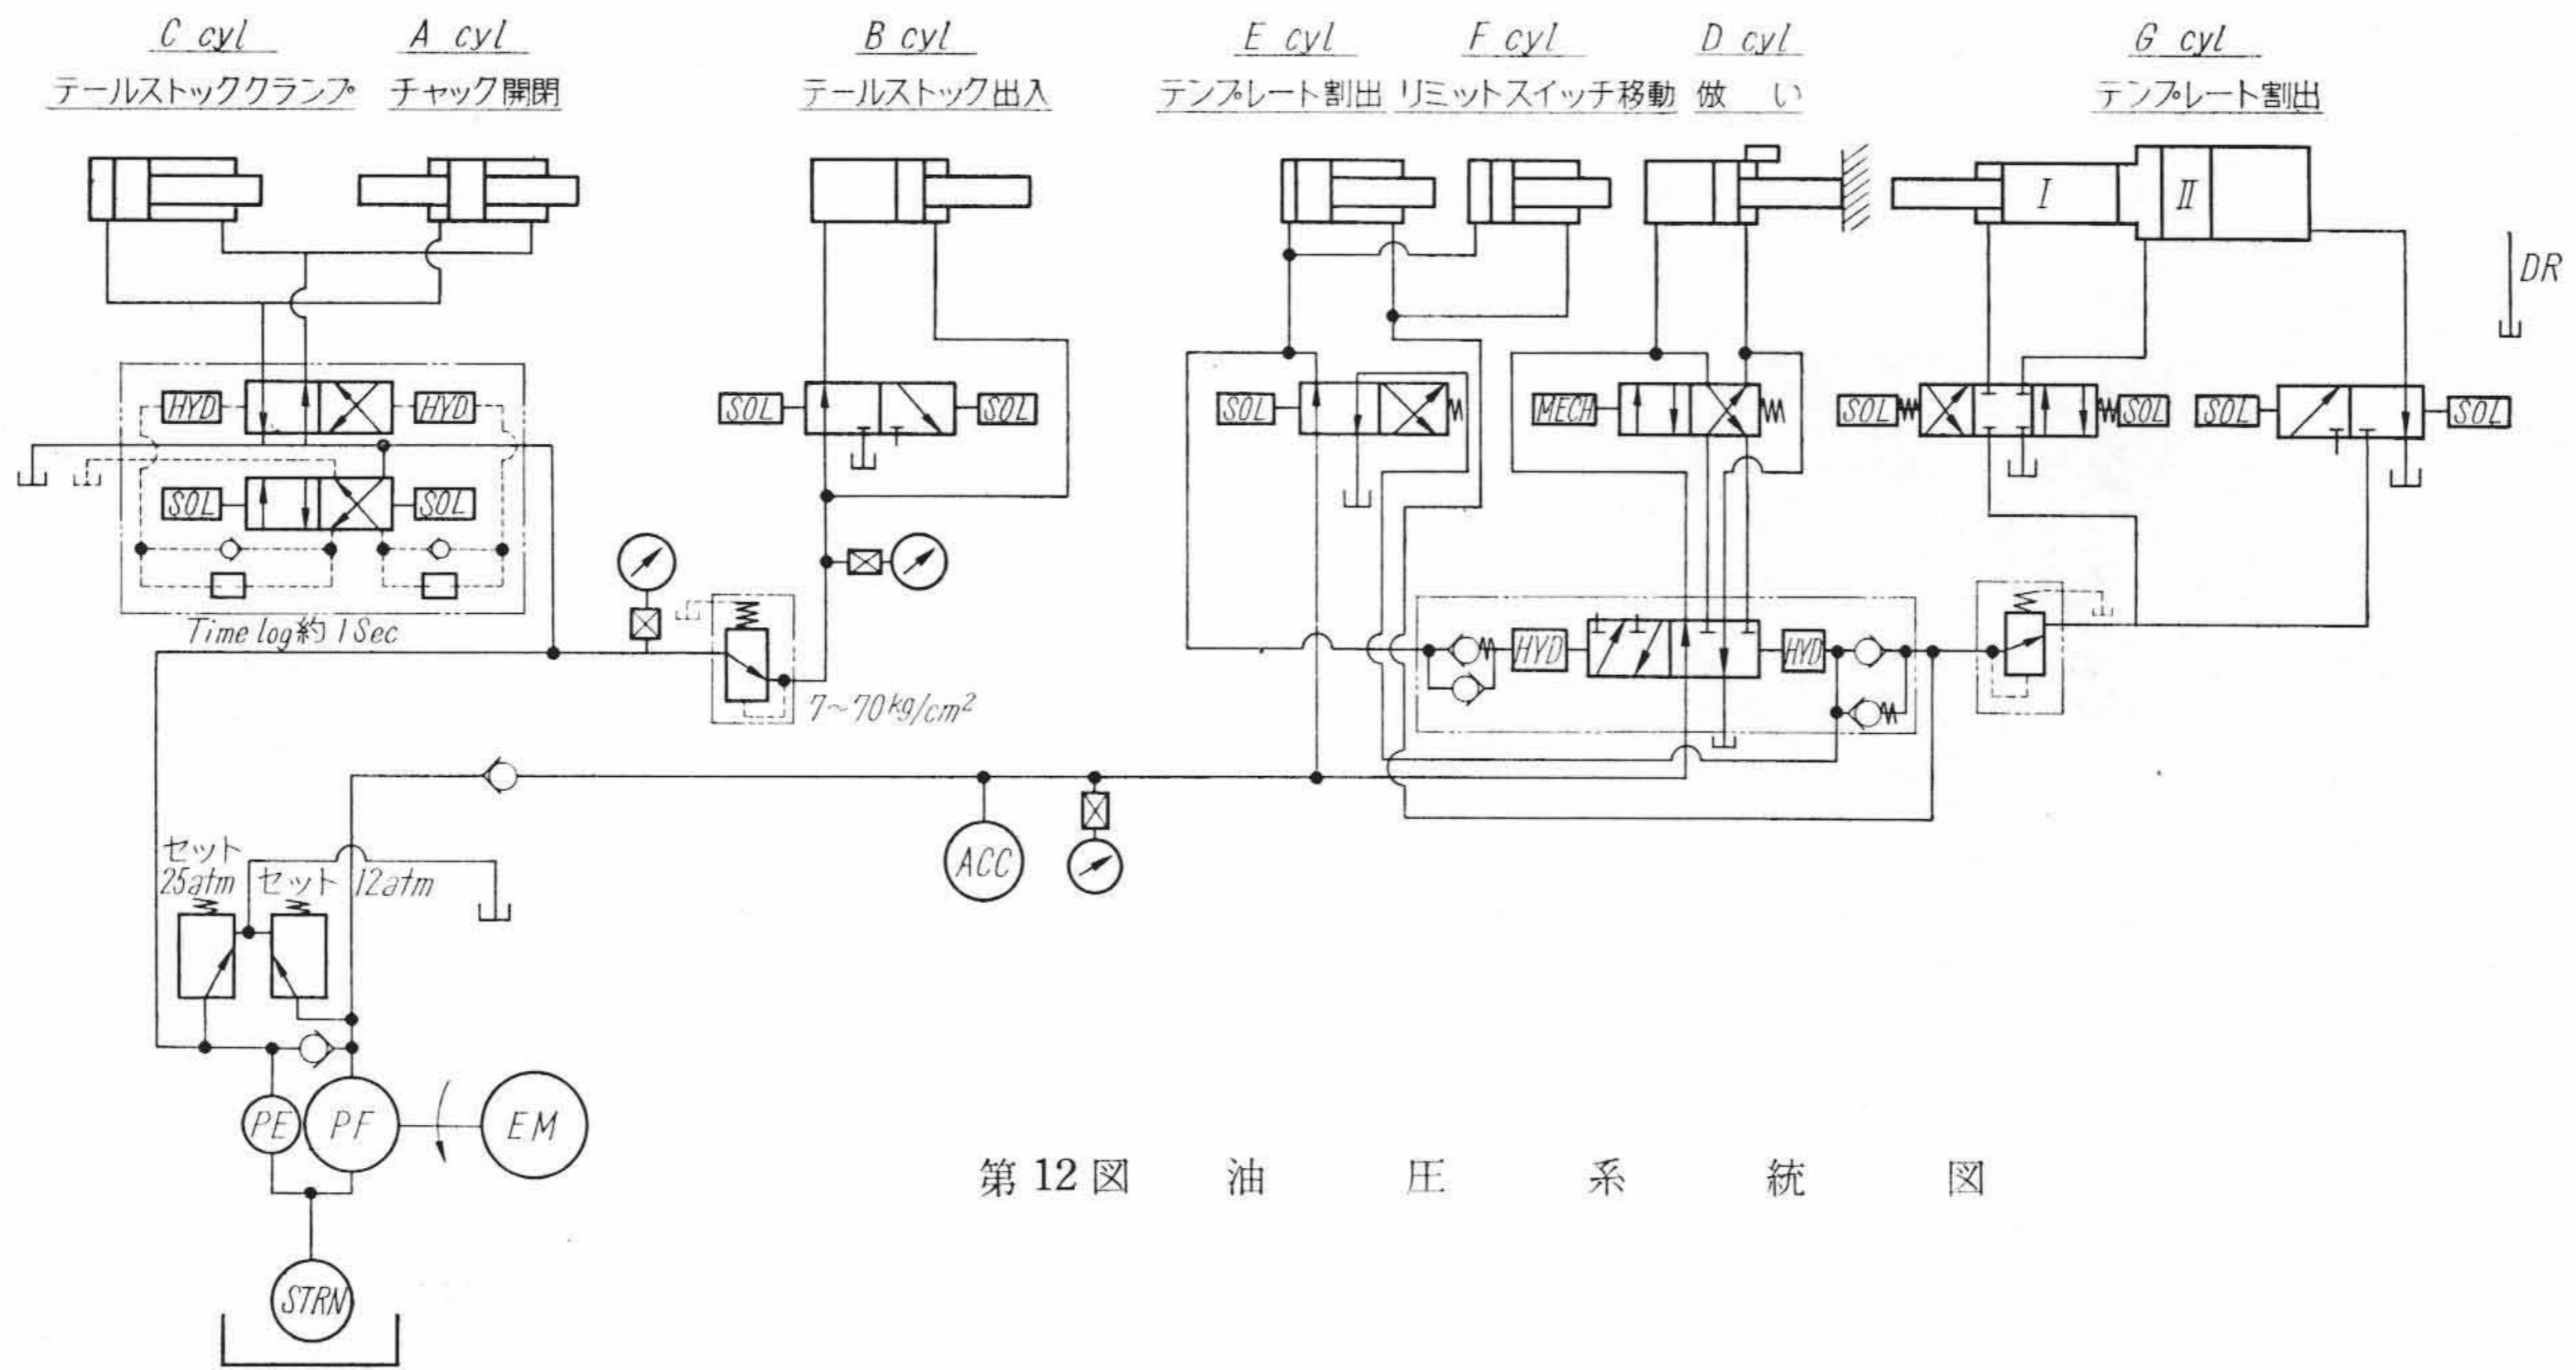 C cyl
テールストッククランプ
A cyl
チャック開閉
B cyl
テールストック出入
E cyl
テンプレート割出
F cyl
リミットスイッチ移動
D cyl
倣い
G cyl
テンプレート割出
I
II
DR
HYD
HYD
SOL
SOL
SOL
SOL
SOL
MECH
SOL
SOL
SOL
SOL
Time log約1Sec
HYD
HYD
7~70kg/cm²
セット
25atm
セット 12atm
ACC
PE
PF
EM
STRN
第12図 油圧系統図